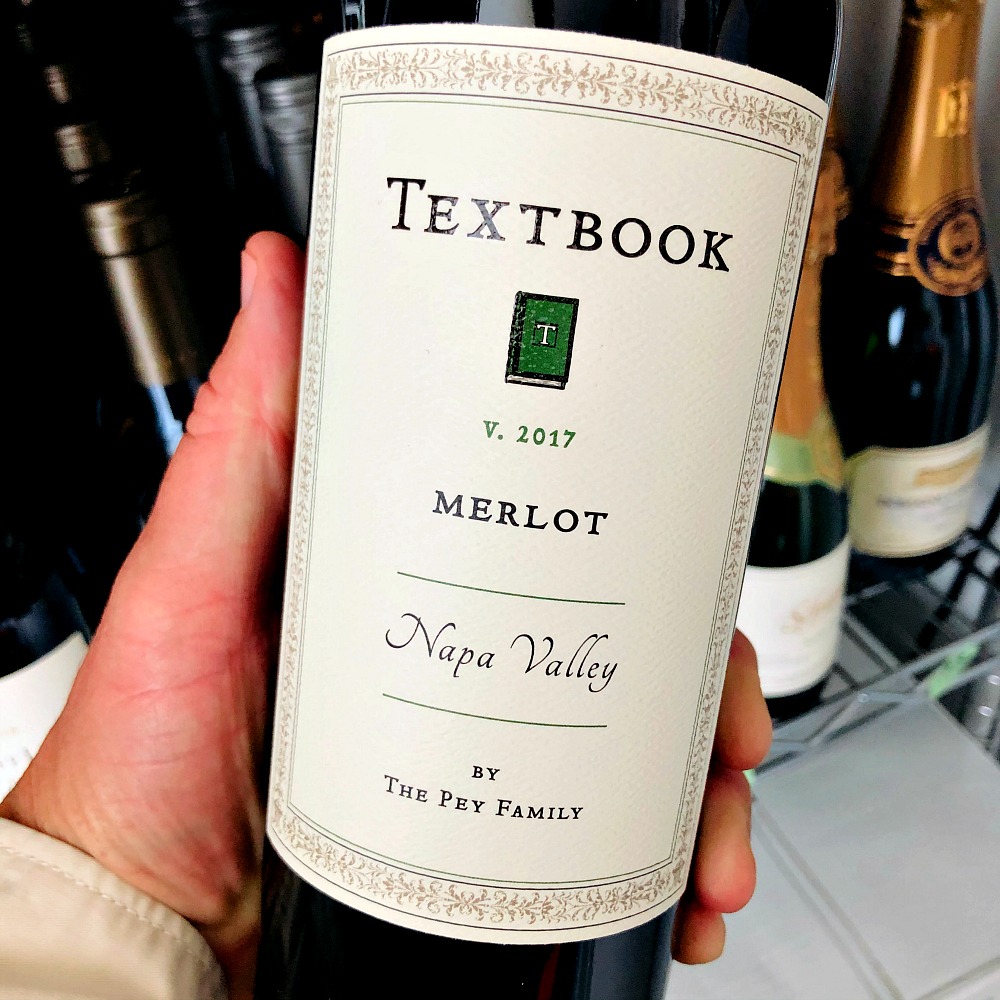 TEXTBOOK
T
V. 2017
MERLOT
Napa Valley
BY
THE PEY FAMILY